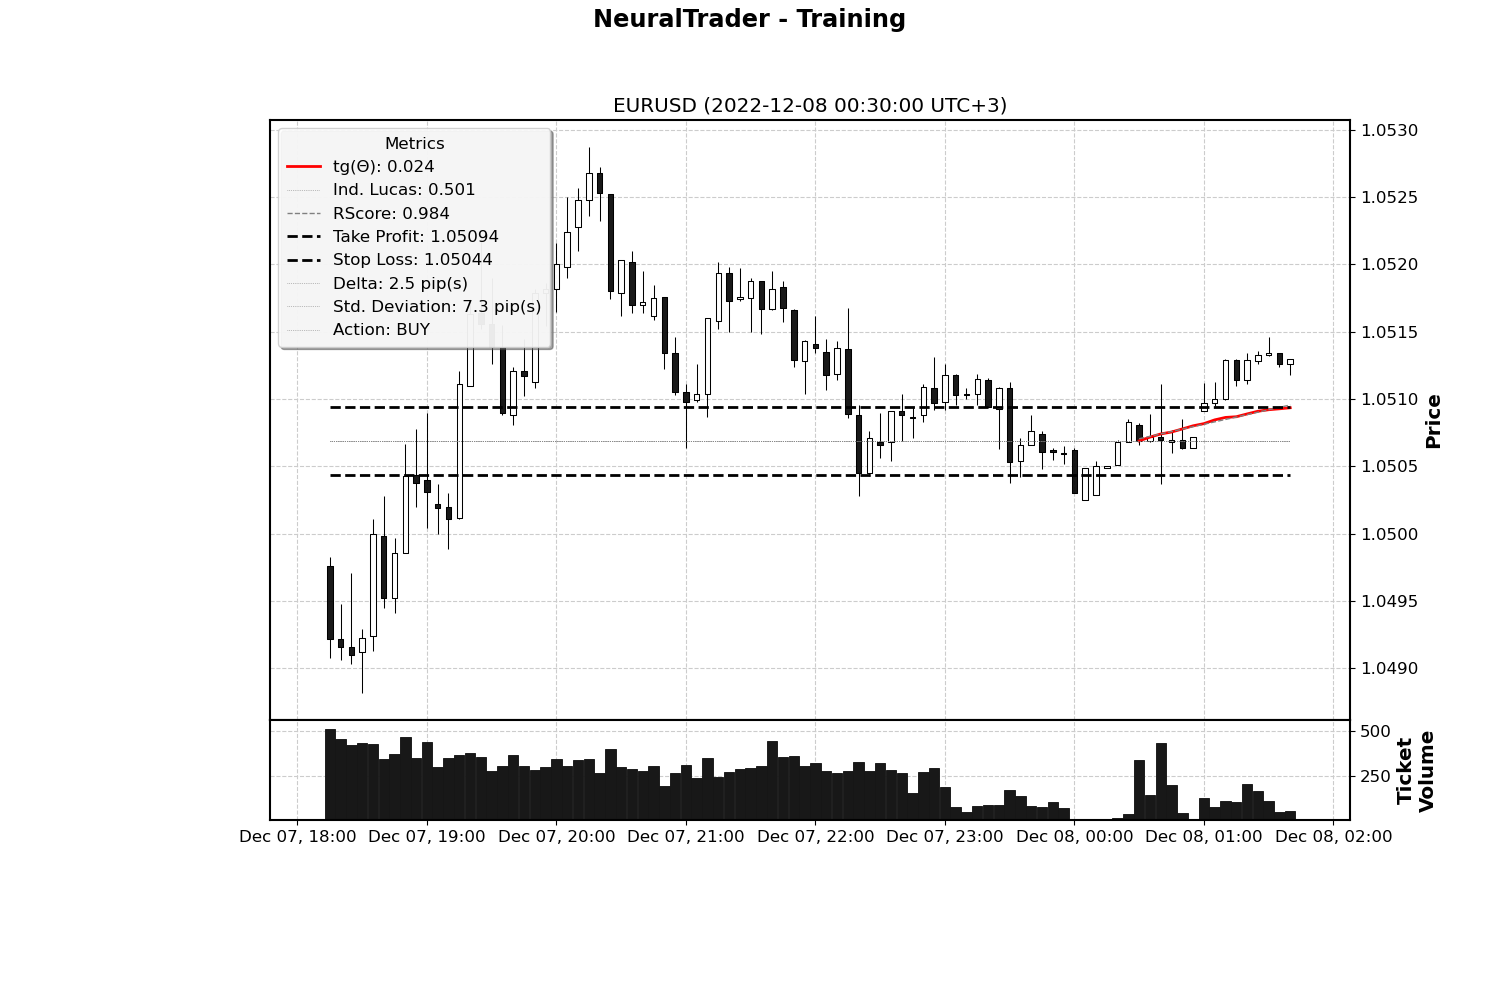 NeuralTrader - Training
EURUSD (2022-12-08 00:30:00 UTC+3)
Metrics
tg(Θ): 0.024
Ind. Lucas: 0.501
RScore: 0.984
Take Profit: 1.05094
Stop Loss: 1.05044
Delta: 2.5 pip(s)
Std. Deviation: 7.3 pip(s)
Action: BUY
1.0530
1.0525
1.0520
1.0515
1.0510
1.0505
1.0500
1.0495
1.0490
Price
500
250
Ticket
Volume
Dec 07, 18:00 Dec 07, 19:00 Dec 07, 20:00 Dec 07, 21:00 Dec 07, 22:00 Dec 07, 23:00 Dec 08, 00:00 Dec 08, 01:00 Dec 08, 02:00